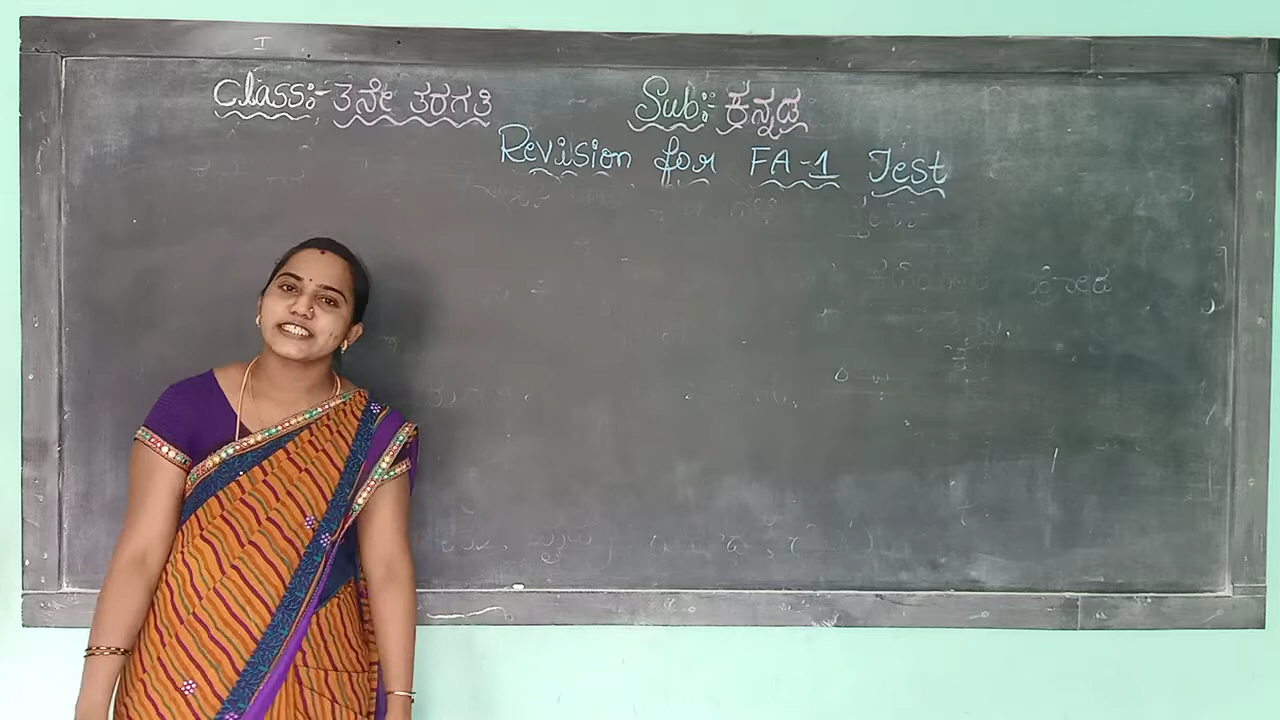 Class:- 3ನೇ ತರಗತಿ Sub:- ಕನ್ನಡ
Revision for FA-1 Test